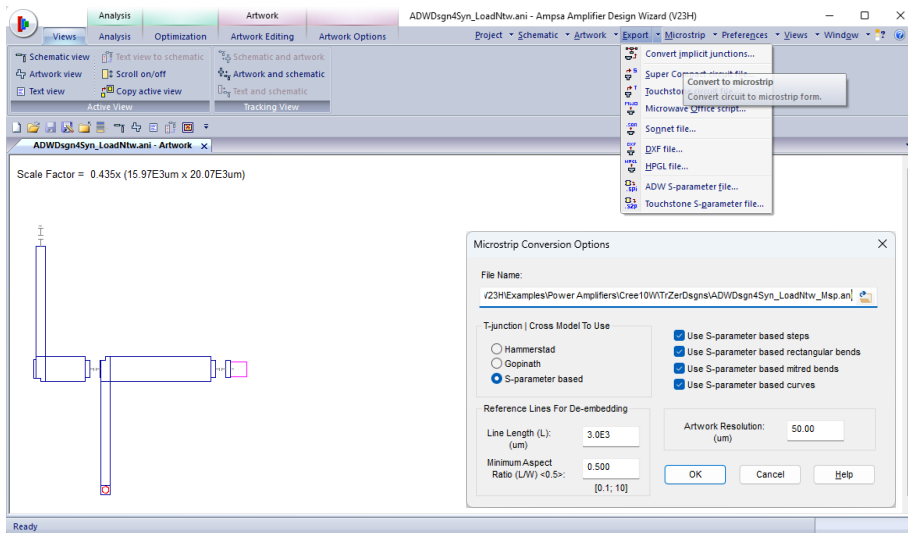 Analysis Artwork ADWDsgn4Syn_LoadNtw.ani - Ampsa Amplifier Design Wizard (V23H)
Views Analysis Optimization Artwork Editing Artwork Options Project Schematic Artwork Export Microstrip Preferences Views Window
Schematic view Text view to schematic Schematic and artwork
Artwork view Scroll on/off Artwork and schematic
Text view Copy active view Text and schematic
Active View Tracking View
Convert implicit junctions...
Super Compact circuit file...
Touchstone
Microwave Office script...
Sonnet file...
DXF file...
HPGL file...
ADW S-parameter file...
Touchstone S-parameter file...
Convert to microstrip
Convert circuit to microstrip form.
ADWDsgn4Syn_LoadNtw.ani - Artwork x
Scale Factor = 0.435x (15.97E3um x 20.07E3um)
Microstrip Conversion Options
File Name:
V23H\Examples\Power Amplifiers\Cree10W\TrZerDsgns\ADWDsgn4Syn_LoadNtw_Msp.ani
T-junction | Cross Model To Use
Hammerstad
Gopinath
S-parameter based
Use S-parameter based steps
Use S-parameter based rectangular bends
Use S-parameter based mitred bends
Use S-parameter based curves
Reference Lines For De-embedding
Line Length (L): 3.0E3
(um)
Minimum Aspect
Ratio (L/W) <0.5>: 0.500
[0.1; 10]
Artwork Resolution: 50.00
(um)
OK Cancel Help
Ready